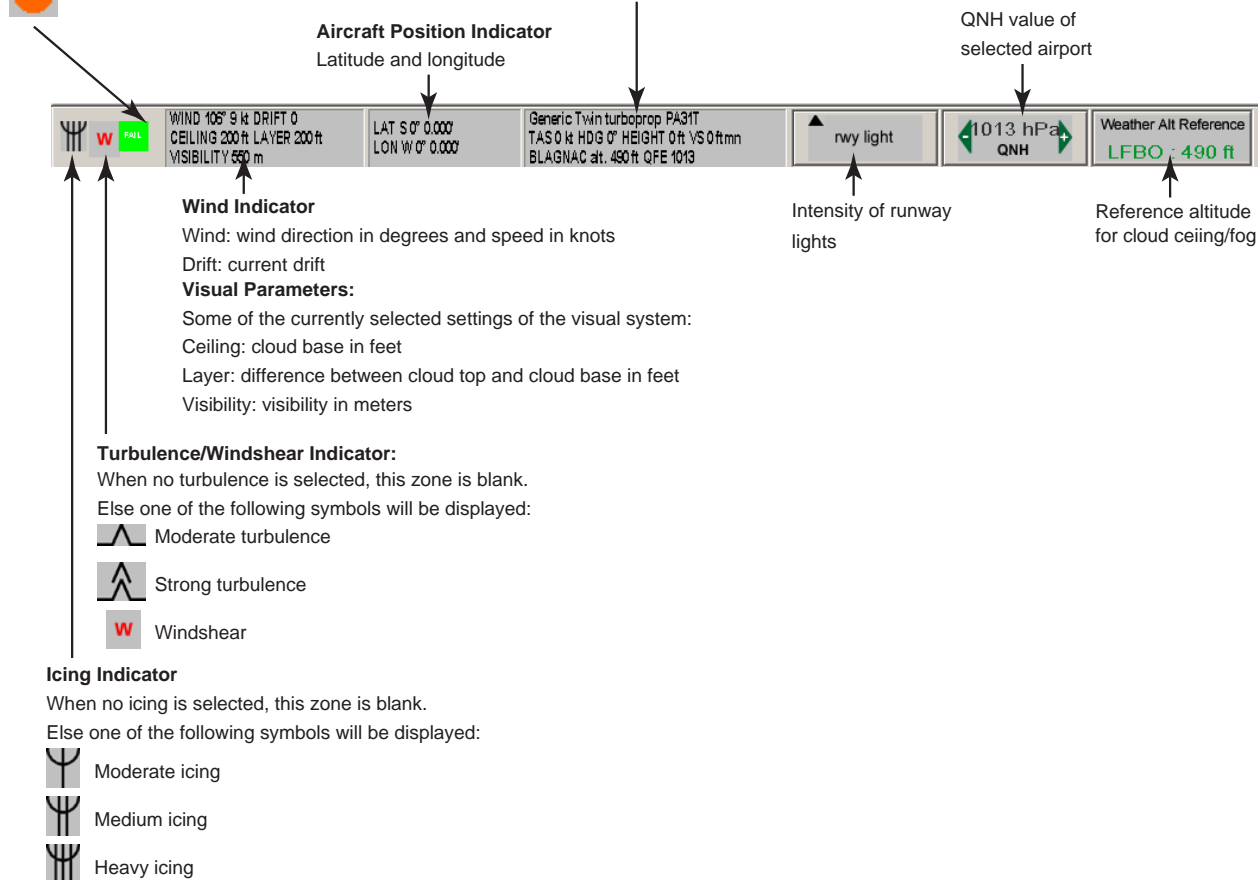 QNH value of
selected airport
Aircraft Position Indicator
Latitude and longitude
W
FAIL
WIND 106° 9 kt DRIFT 0
CEILING 200 ft LAYER 200 ft
VISIBILITY 550 m
LAT S 0° 0.000'
LON W 0° 0.000'
Generic Twin turboprop PA31T
TAS 0 kt HDG 0° HEIGHT 0 ft VS 0 ftmn
BLAGNAC alt. 490 ft QFE 1013
rwy light
1013 hPa
QNH
Weather Alt Reference
LFBO : 490 ft
Wind Indicator
Wind: wind direction in degrees and speed in knots
Drift: current drift
Visual Parameters:
Some of the currently selected settings of the visual system:
Ceiling: cloud base in feet
Layer: difference between cloud top and cloud base in feet
Visibility: visibility in meters
Intensity of runway
lights
Reference altitude
for cloud ceiing/fog
Turbulence/Windshear Indicator:
When no turbulence is selected, this zone is blank.
Else one of the following symbols will be displayed:
Moderate turbulence
Strong turbulence
W Windshear
Icing Indicator
When no icing is selected, this zone is blank.
Else one of the following symbols will be displayed:
Moderate icing
Medium icing
Heavy icing